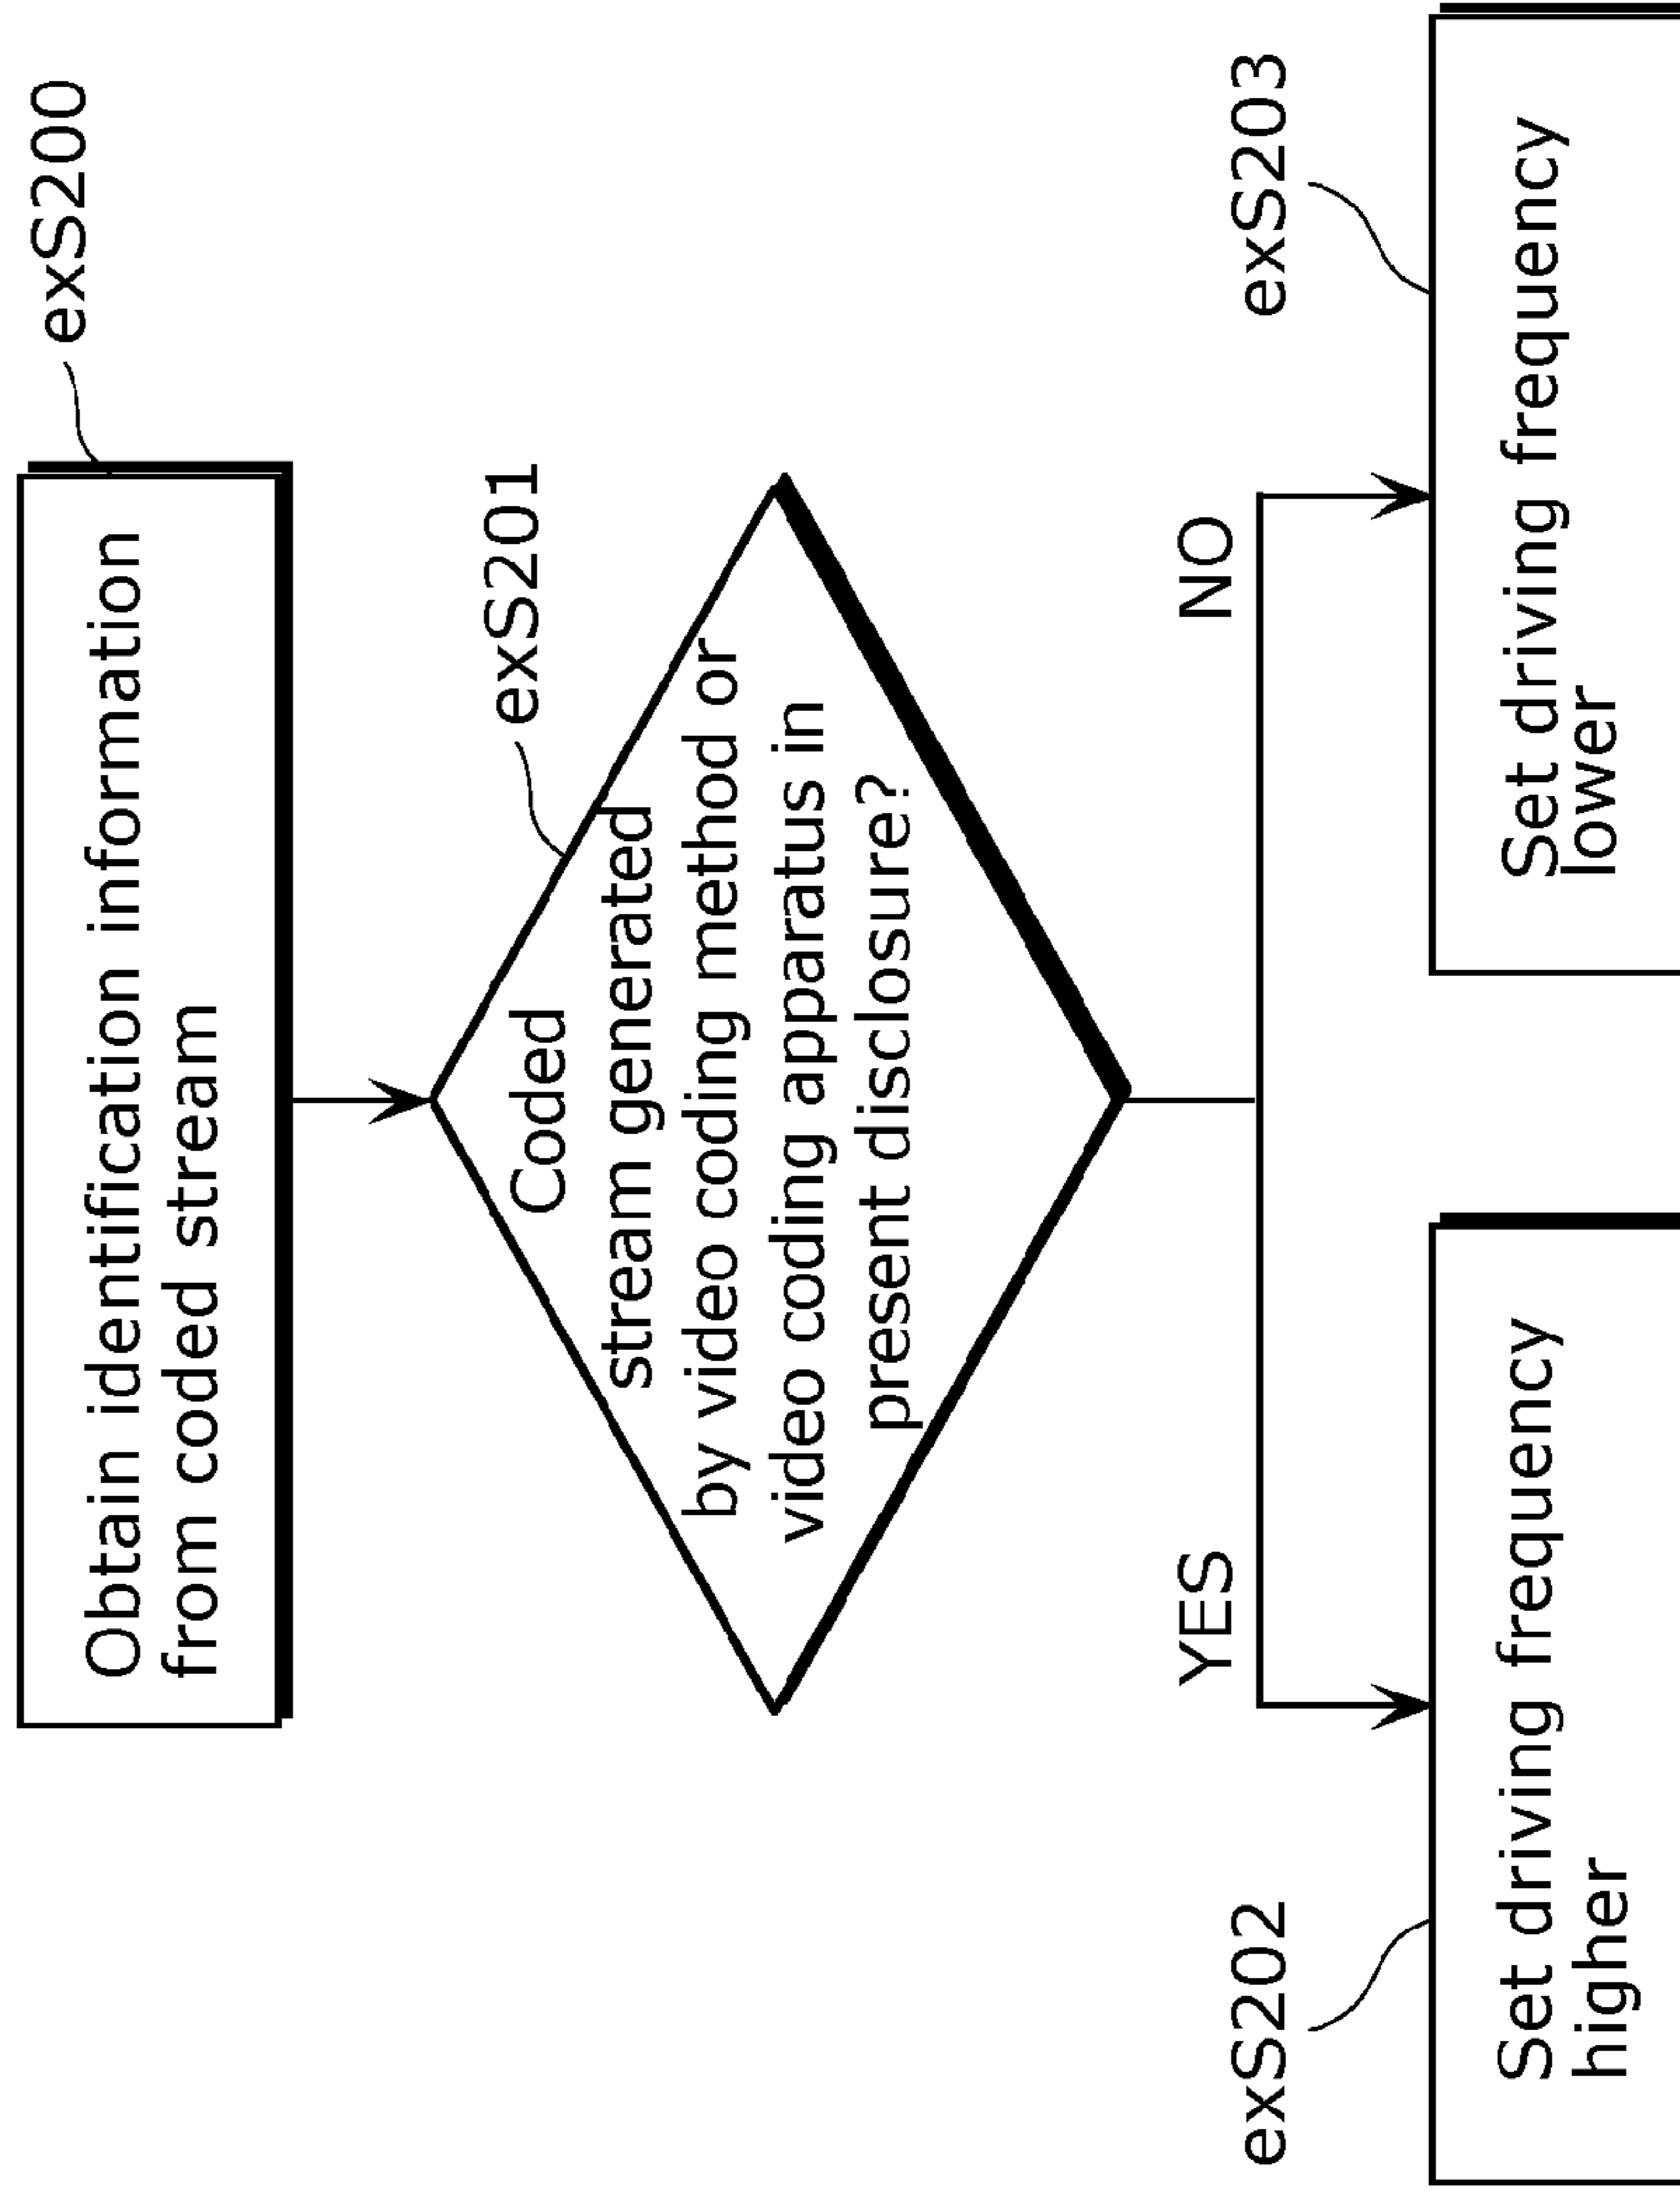 exS200
Obtain identification information
from coded stream
exS201
Coded
stream generated
by video coding method or
video coding apparatus in
present disclosure?
YES
NO
exS202
exS203
Set driving frequency
higher
Set driving frequency
lower